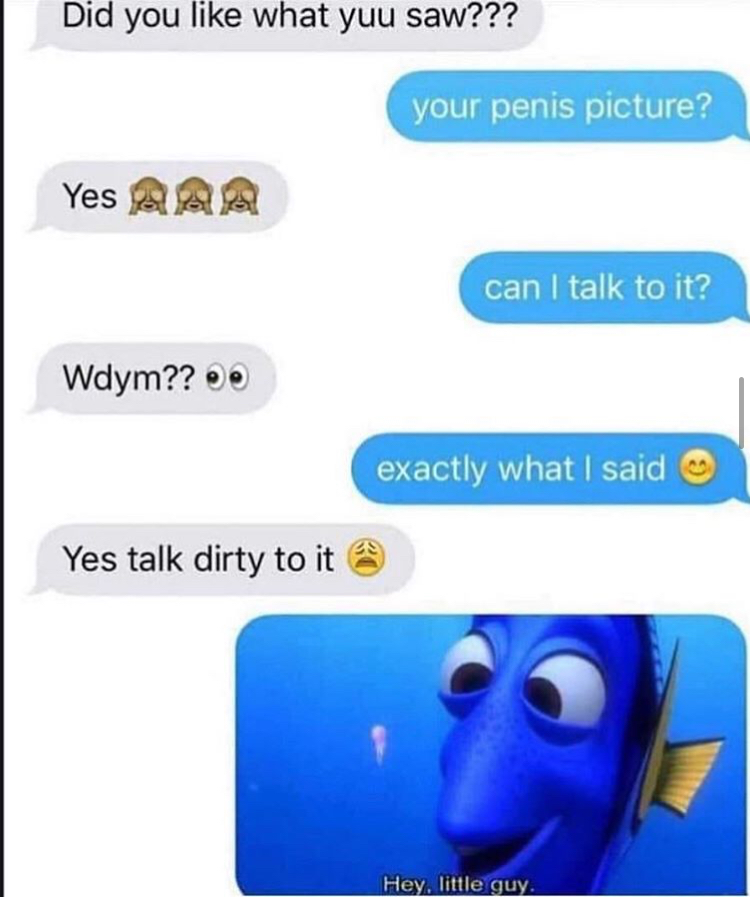 Did you like what yuu saw???
your penis picture?
Yes 🙈🙈🙈
can I talk to it?
Wdym?? 👀
exactly what I said 😊
Yes talk dirty to it 😩
Hey, little guy.